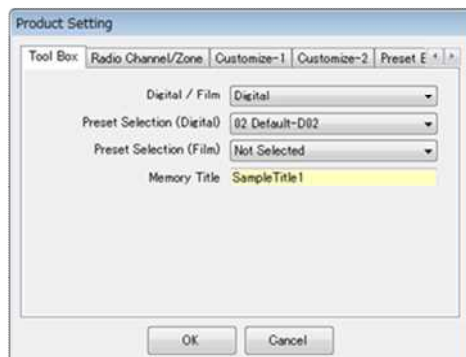 Product Setting
Tool Box Radio Channel/Zone Customize-1 Customize-2 Preset E
Digital / Film Digital
Preset Selection (Digital) 02 Default-D02
Preset Selection (Film) Not Selected
Memory Title SampleTitle1
OK Cancel